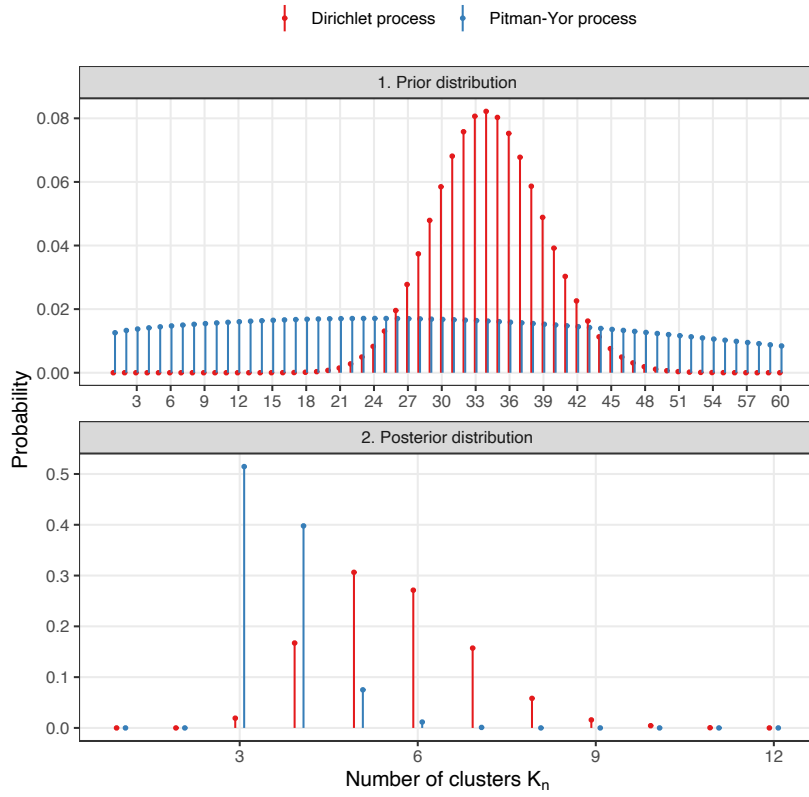 Dirichlet process Pitman-Yor process
1. Prior distribution
0.08
0.06
0.04
0.02
0.00
3 6 9 12 15 18 21 24 27 30 33 36 39 42 45 48 51 54 57 60
Probability
2. Posterior distribution
0.5
0.4
0.3
0.2
0.1
0.0
3 6 9 12
Number of clusters Kn